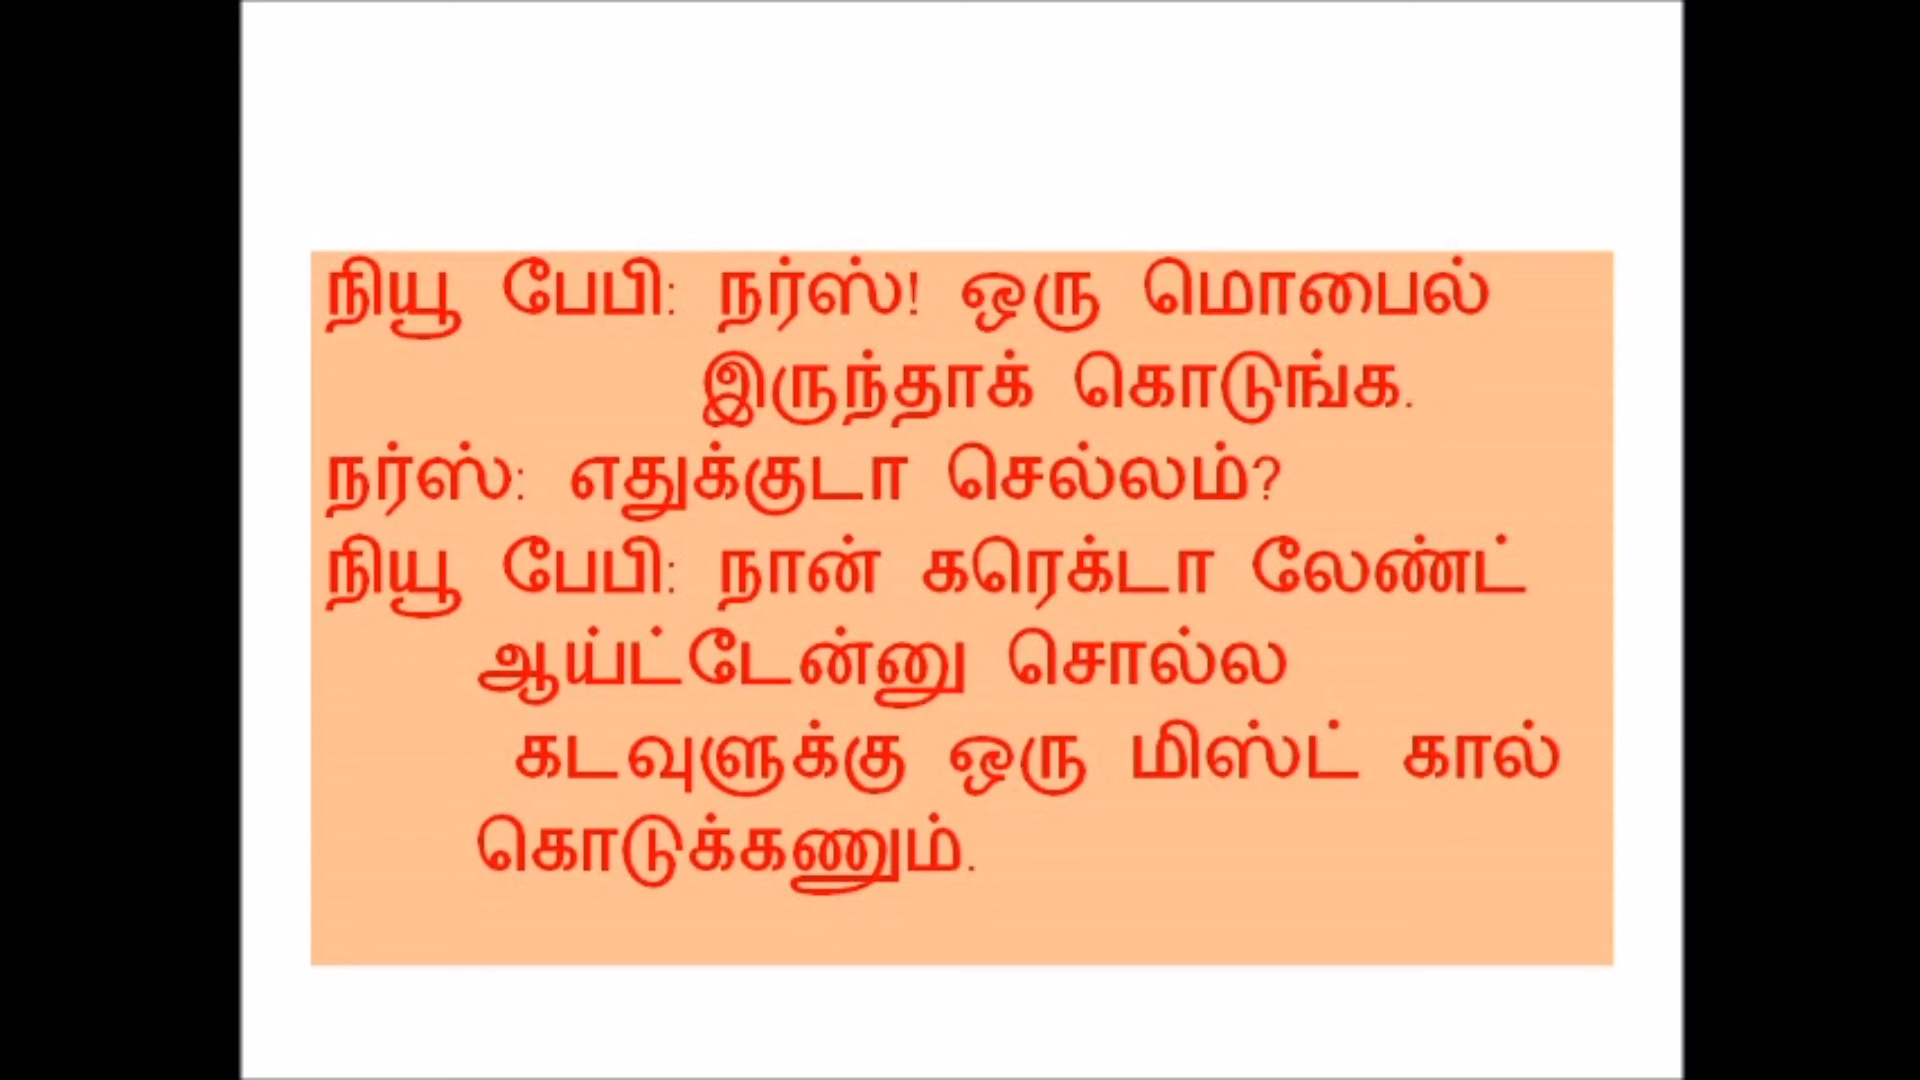 நியூ பேபி: நர்ஸ்! ஒரு மொபைல்
இருந்தாக் கொடுங்க.
நர்ஸ்: எதுக்குடா செல்லம்?
நியூ பேபி: நான் கரெக்டா லேண்ட்
ஆய்ட்டேன்னு சொல்ல
கடவுளுக்கு ஒரு மிஸ்ட் கால்
கொடுக்கணும்.